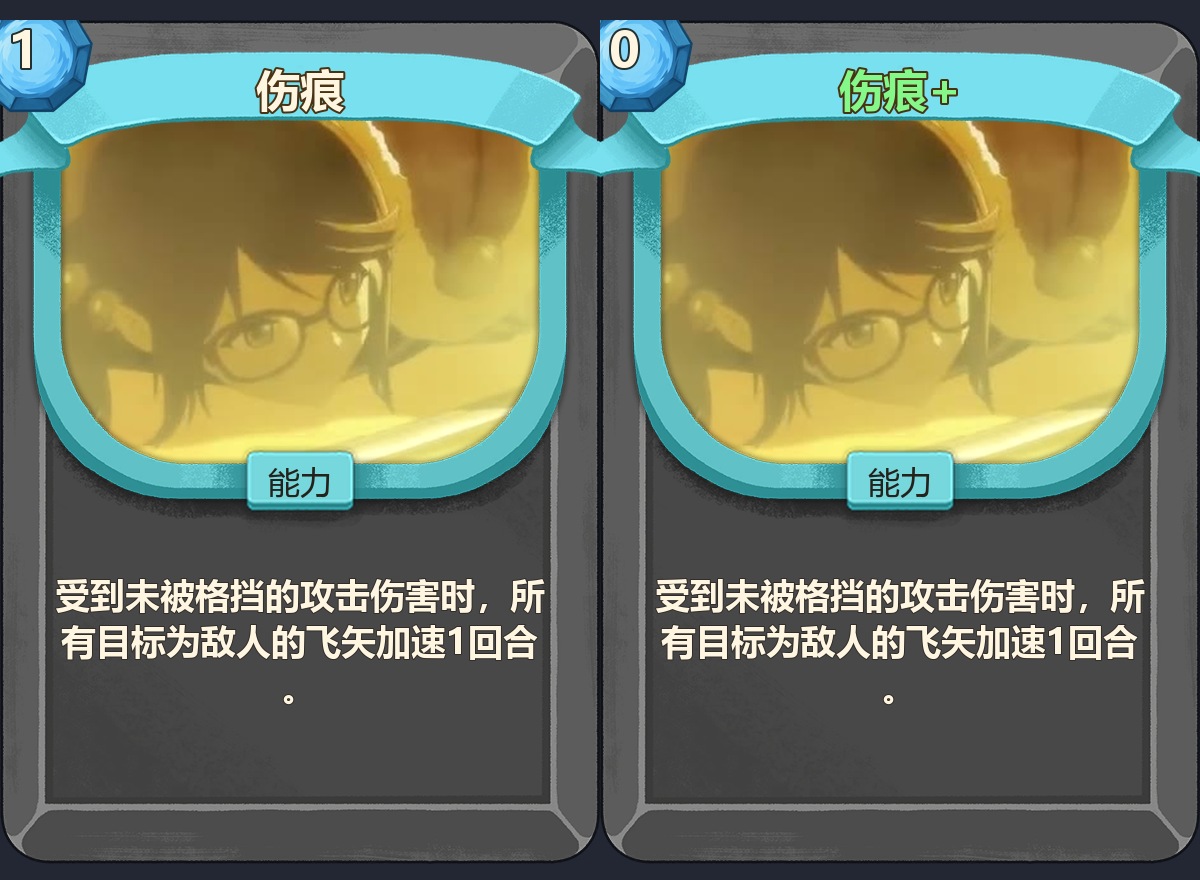 1
伤痕
能力
受到未被格挡的攻击伤害时，所
有目标为敌人的飞矢加速1回合
。
0
伤痕+
能力
受到未被格挡的攻击伤害时，所
有目标为敌人的飞矢加速1回合
。